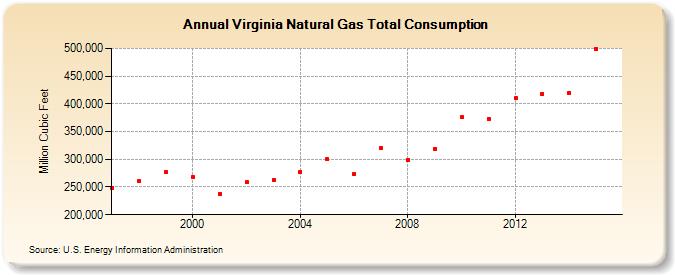 Annual Virginia Natural Gas Total Consumption
Million Cubic Feet
500,000
450,000
400,000
350,000
300,000
250,000
200,000
2000 2004 2008 2012
Source: U.S. Energy Information Administration